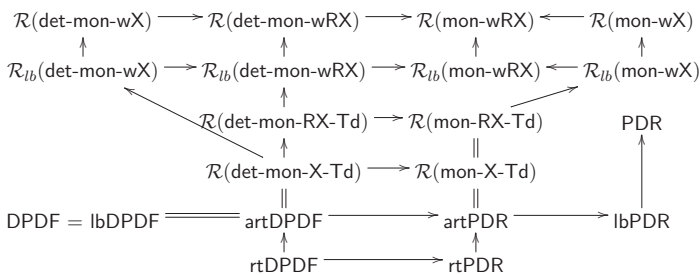 R(det-mon-wX) R(det-mon-wRX) R(mon-wRX) R(mon-wX)
R_lb(det-mon-wX) R_lb(det-mon-wRX) R_lb(mon-wRX) R_lb(mon-wX)
R(det-mon-RX-Td) R(mon-RX-Td) PDR
R(det-mon-X-Td) R(mon-X-Td)
DPDF = lbDPDF artDPDF artPDR lbPDR
rtDPDF rtPDR